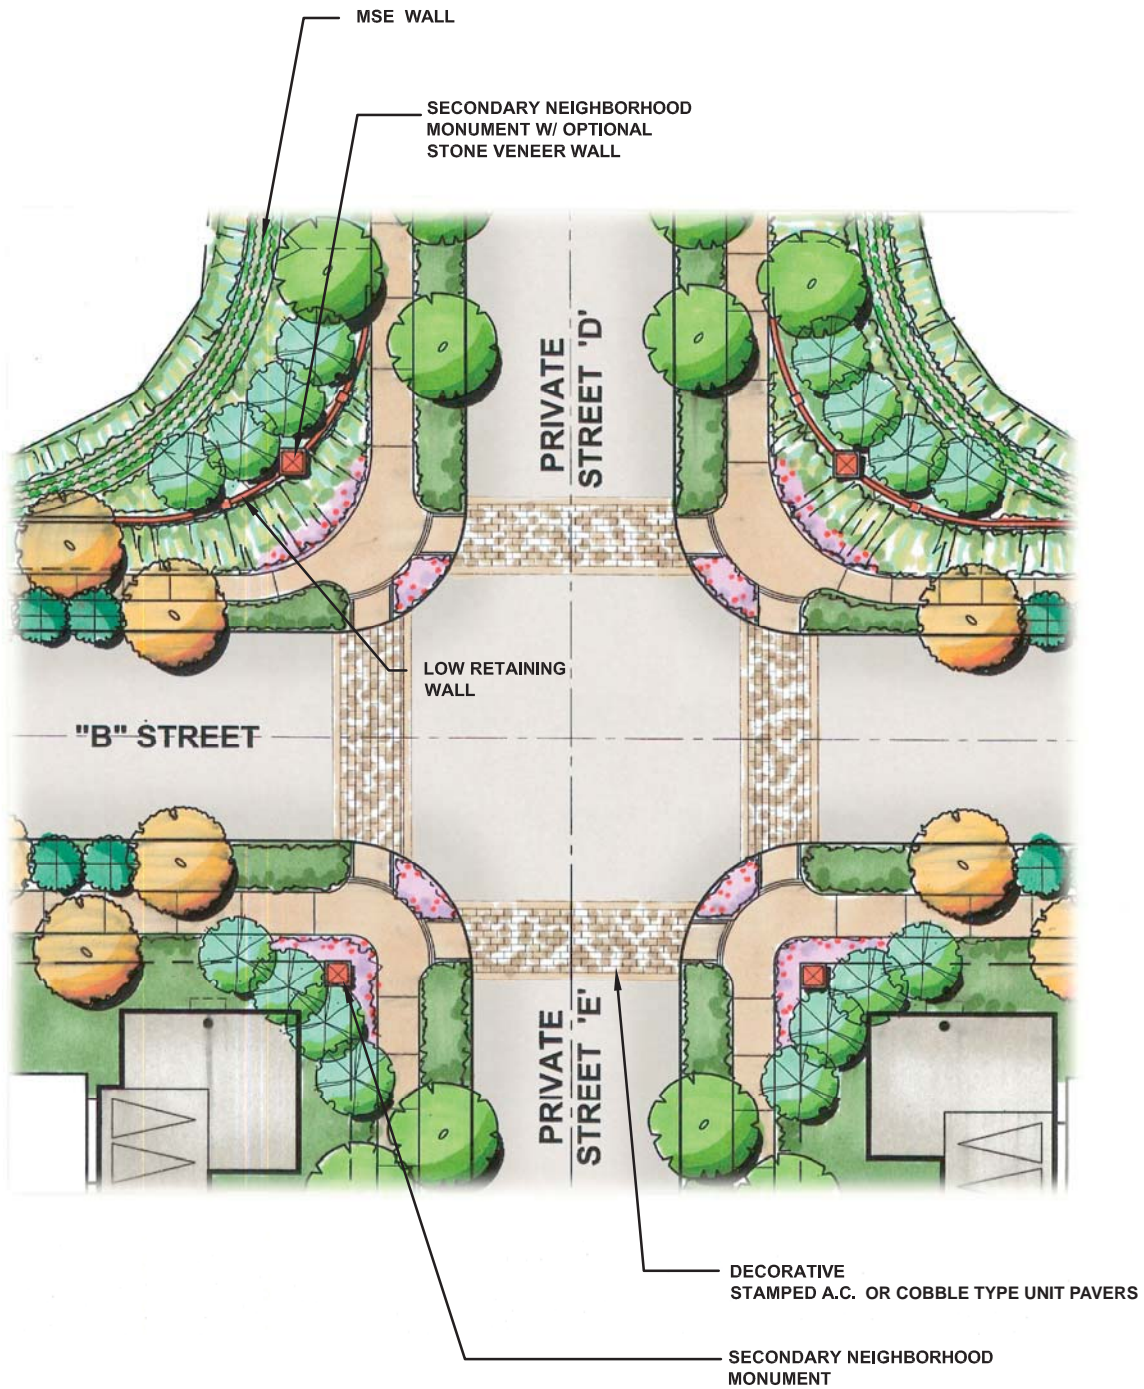 MSE WALL
SECONDARY NEIGHBORHOOD
MONUMENT W/ OPTIONAL
STONE VENEER WALL
PRIVATE
STREET 'D'
LOW RETAINING
WALL
"B" STREET
PRIVATE
STREET 'E'
DECORATIVE
STAMPED A.C. OR COBBLE TYPE UNIT PAVERS
SECONDARY NEIGHBORHOOD
MONUMENT